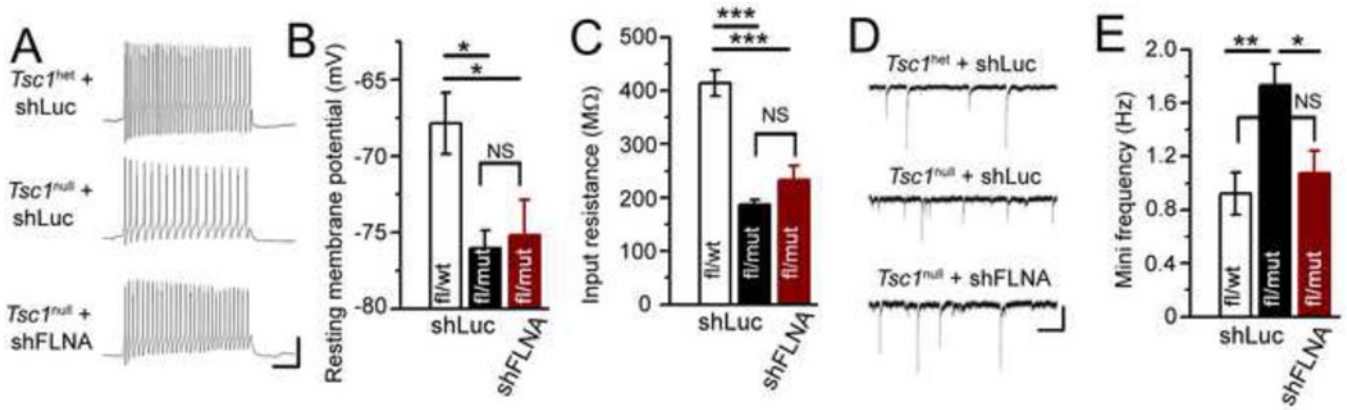 A
Tsc1het +
shLuc
Tsc1null +
shLuc
Tsc1null +
shFLNA
B
Resting membrane potential (mV)
-65
-70
-75
-80
*
*
NS
fl/wt
fl/mut
fl/mut
shLuc
shFLNA
C
Input resistance (MΩ)
500
400
300
200
100
0
***
***
NS
fl/wt
fl/mut
fl/mut
shLuc
shFLNA
D
Tsc1het + shLuc
Tsc1null + shLuc
Tsc1null + shFLNA
E
Mini frequency (Hz)
2.0
1.6
1.2
0.8
0.4
0
** *
NS
fl/wt
fl/mut
fl/mut
shLuc
shFLNA